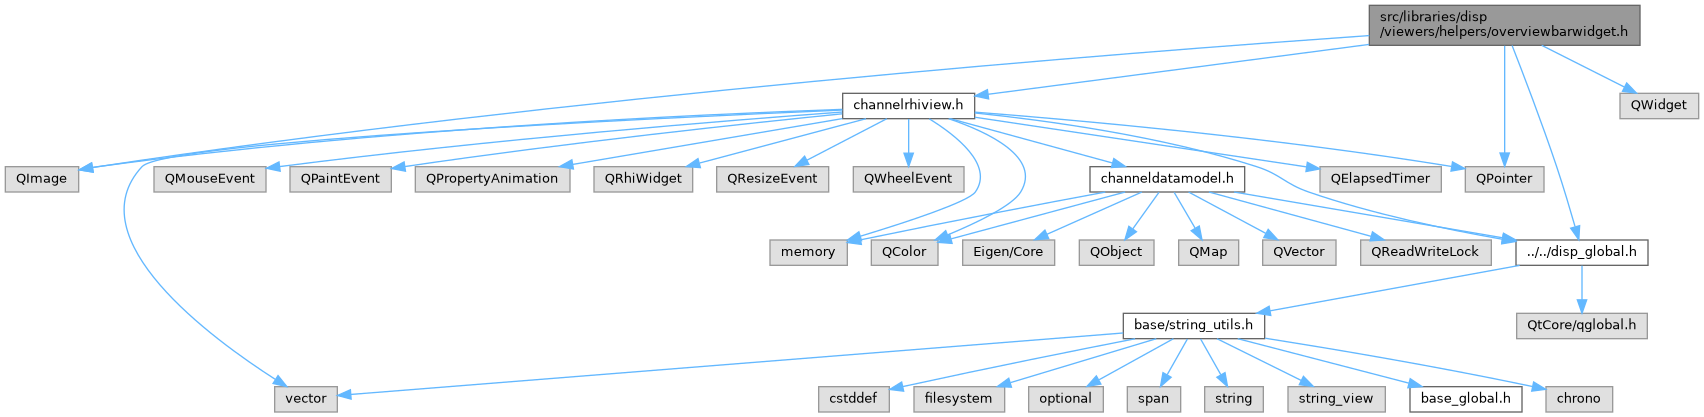 src/libraries/disp
/viewers/helpers/overviewbarwidget.h
channelrhiview.h
QWidget
QImage
QMouseEvent
QPaintEvent
QPropertyAnimation
QRhiWidget
QResizeEvent
QWheelEvent
channeldatamodel.h
QElapsedTimer
QPointer
memory
QColor
Eigen/Core
QObject
QMap
QVector
QReadWriteLock
../../disp_global.h
base/string_utils.h
QtCore/qglobal.h
vector
cstddef
filesystem
optional
span
string
string_view
base_global.h
chrono